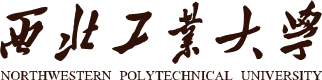 西北工業大學
NORTHWESTERN POLYTECHNICAL UNIVERSITY